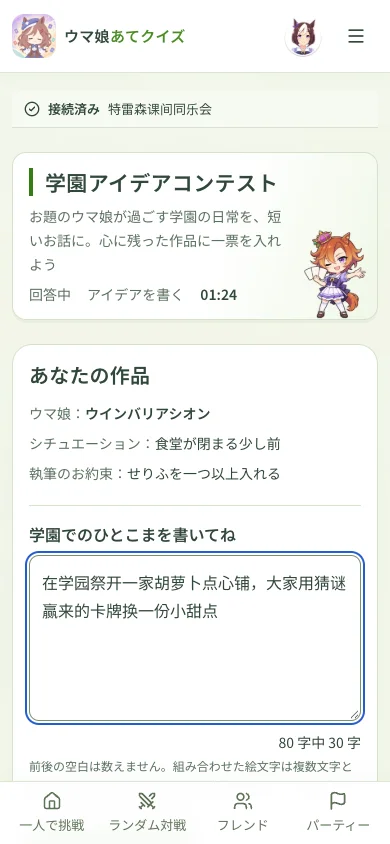 ウマ娘あてクイズ
接続済み 特雷森课间同乐会
学園アイデアコンテスト
お題のウマ娘が過ごす学園の日常を、短
いお話に。心に残った作品に一票を入れ
よう
回答中 アイデアを書く 01:24
あなたの作品
ウマ娘：ウインバリアシオン
シチュエーション：食堂が閉まる少し前
執筆のお約束：せりふを一つ以上入れる
学園でのひとこまを書いてね
在学园祭开一家胡萝卜点心铺，大家用猜谜
赢来的卡牌换一份小甜点
80 字中 30 字
前後の空白は数えません。組み合わせた絵文字は複数文字と
一人で挑戦 ランダム対戦 フレンド パーティー